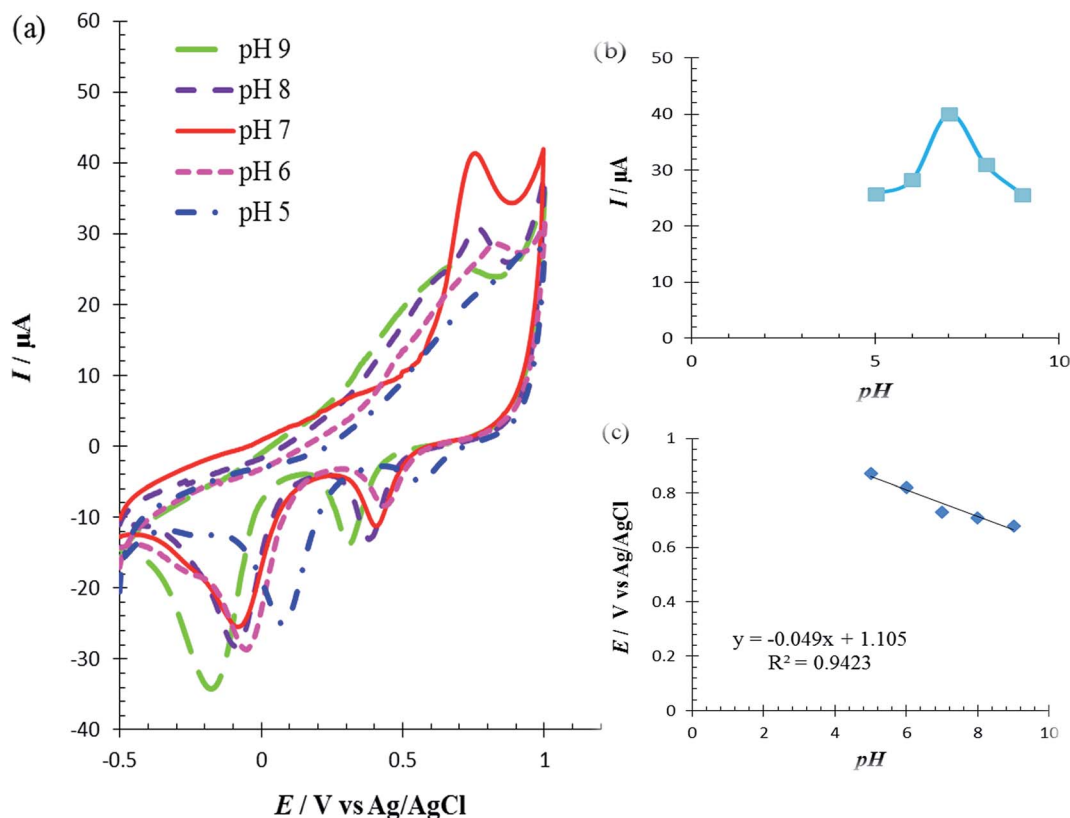 (a)
60
50
40
30
20
10
0
-10
-20
-30
-40
-0.5
0
0.5
1
I / µA
E / V vs Ag/AgCl
pH 9
pH 8
pH 7
pH 6
pH 5
(b)
50
40
30
20
10
0
0
5
10
I / µA
pH
(c)
1
0.8
0.6
0.4
0.2
0
0
2
4
6
8
10
E / V vs Ag/AgCl
y = -0.049x + 1.105
R² = 0.9423
pH